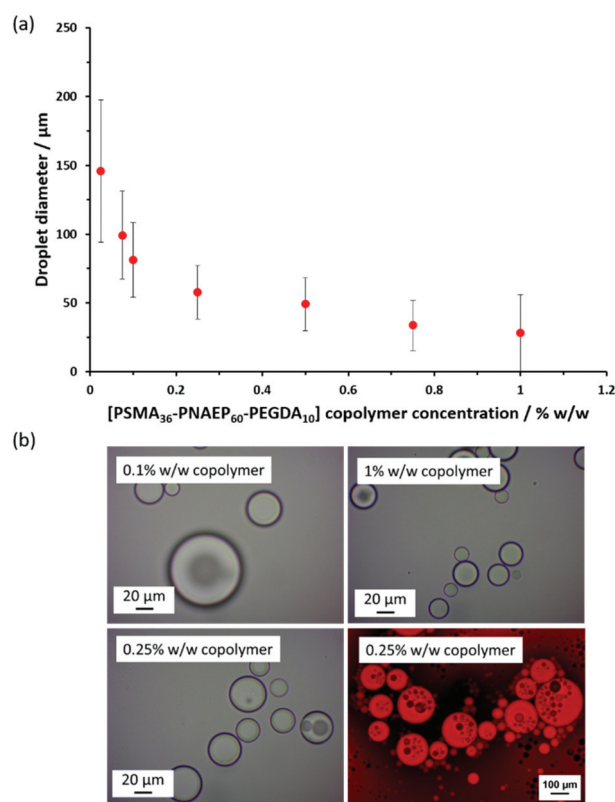 (a)
250
200
150
100
50
0
Droplet diameter / µm
0 0.2 0.4 0.6 0.8 1 1.2
[PSMA₃₆-PNAEP₆₀-PEGDA₁₀] copolymer concentration / % w/w
(b)
0.1% w/w copolymer
20 µm
1% w/w copolymer
20 µm
0.25% w/w copolymer
20 µm
0.25% w/w copolymer
100 µm